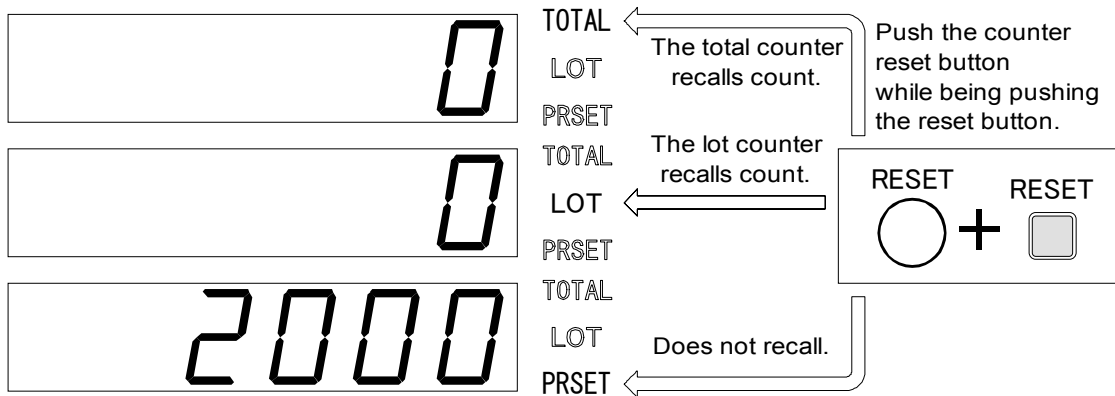 0
TOTAL
LOT
PRSET
The total counter
recalls count.
Push the counter
reset button
while being pushing
the reset button.
0
TOTAL
LOT
PRSET
The lot counter
recalls count.
RESET
+
RESET
2000
TOTAL
LOT
PRSET
Does not recall.